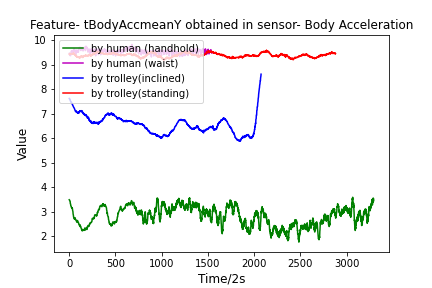 Feature- tBodyAccmeanY obtained in sensor- Body Acceleration
10
9
8
7
6
5
4
3
2
Value
by human (handhold)
by human (waist)
by trolley(inclined)
by trolley(standing)
0 500 1000 1500 2000 2500 3000
Time/2s